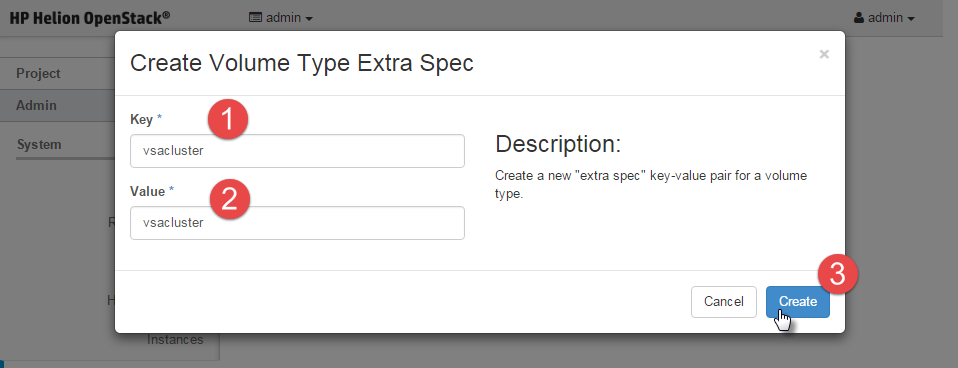 HP Helion OpenStack® admin admin
Create Volume Type Extra Spec ×
Project
Admin
System
Key * 1
vsacluster
Value * 2
vsacluster
Description:
Create a new "extra spec" key-value pair for a volume
type.
3
Cancel Create
Instances